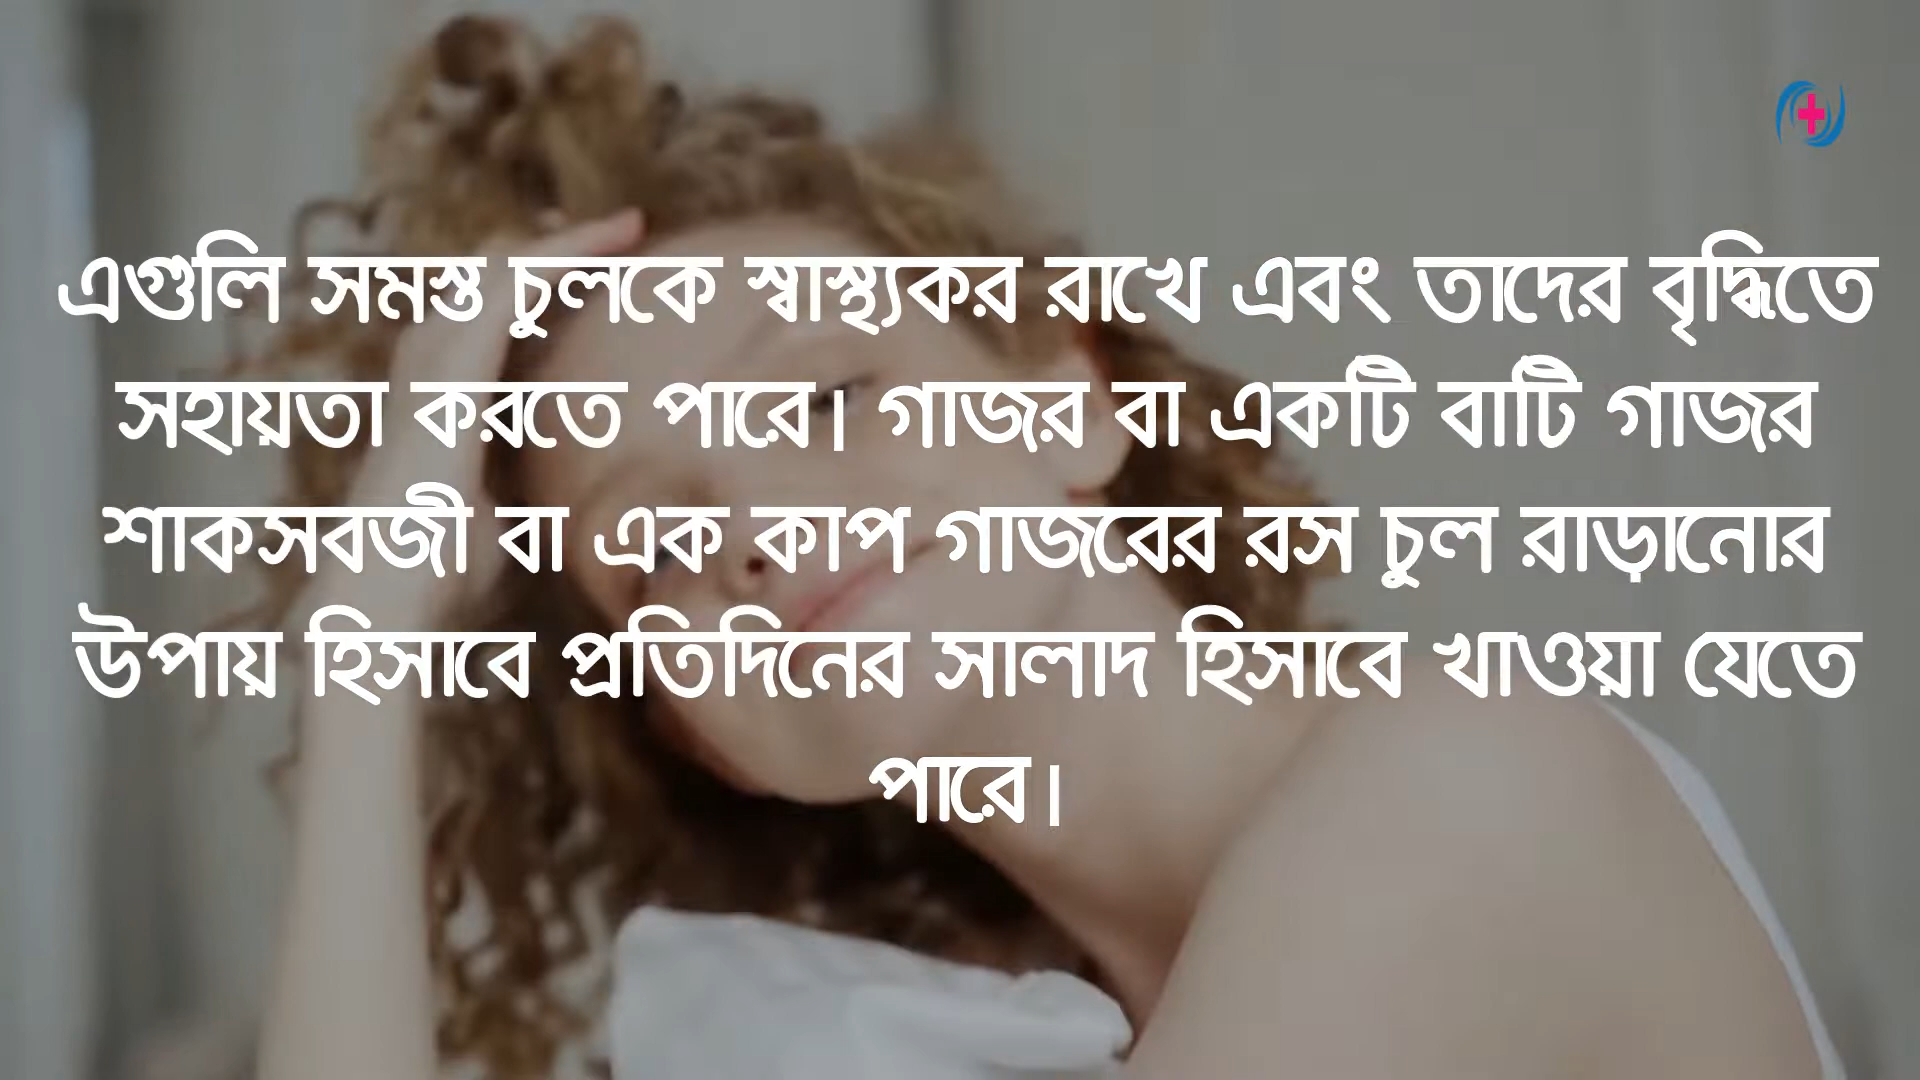 এগুলি সমস্ত চুলকে স্বাস্থ্যকর রাখে এবং তাদের বৃদ্ধিতে
সহায়তা করতে পারে। গাজর বা একটি বাটি গাজর
শাকসবজী বা এক কাপ গাজরের রস চুল রাড়ানোর
উপায় হিসাবে প্রতিদিনের সালাদ হিসাবে খাওয়া যেতে
পারে।